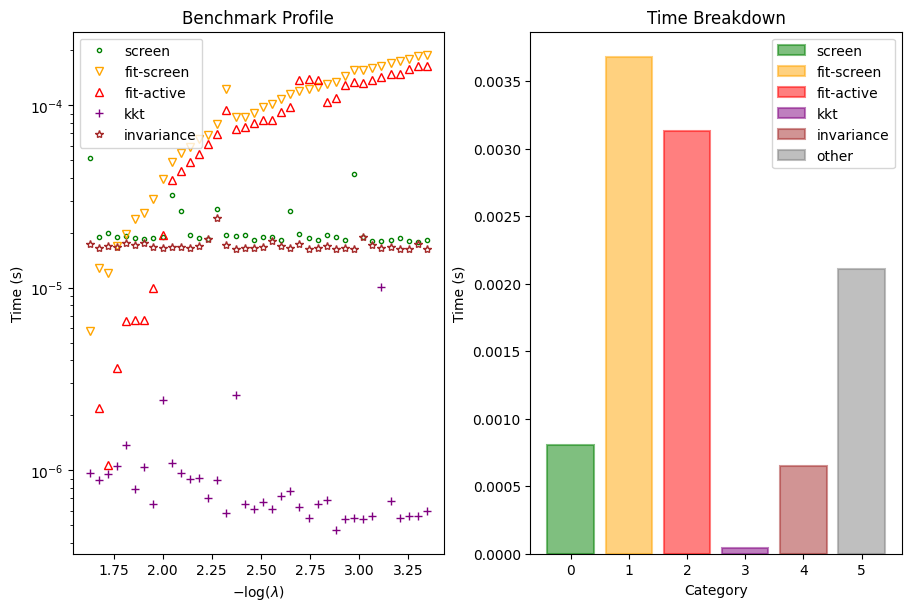 Benchmark Profile
screen
fit-screen
fit-active
kkt
invariance
10⁻⁴
10⁻⁵
10⁻⁶
Time (s)
1.75 2.00 2.25 2.50 2.75 3.00 3.25
−log(λ)
Time Breakdown
screen
fit-screen
fit-active
kkt
invariance
other
0.0035
0.0030
0.0025
0.0020
0.0015
0.0010
0.0005
0.0000
Time (s)
0 1 2 3 4 5
Category